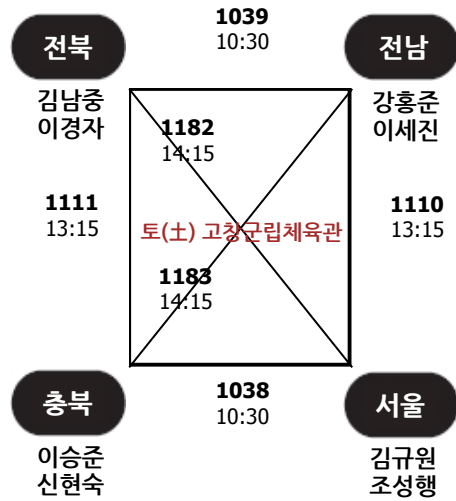 1039
10:30
전북
전남
김남중
이경자
강홍준
이세진
1182
14:15
1111
13:15
1110
13:15
토(土) 고창군립체육관
1183
14:15
충북
1038
10:30
서울
이승준
신현숙
김규원
조성행